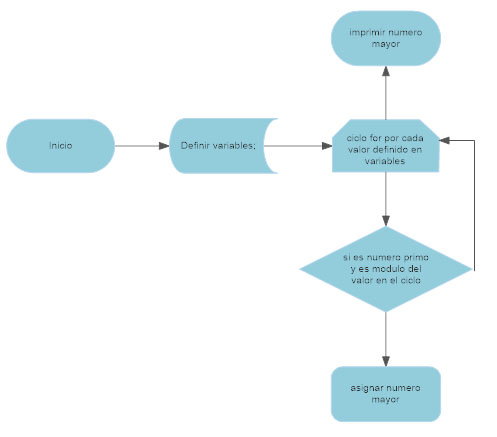 imprimir numero
mayor
Inicio
Definir variables;
ciclo for por cada
valor definido en
variables
si es numero primo
y es modulo del
valor en el ciclo
asignar numero
mayor